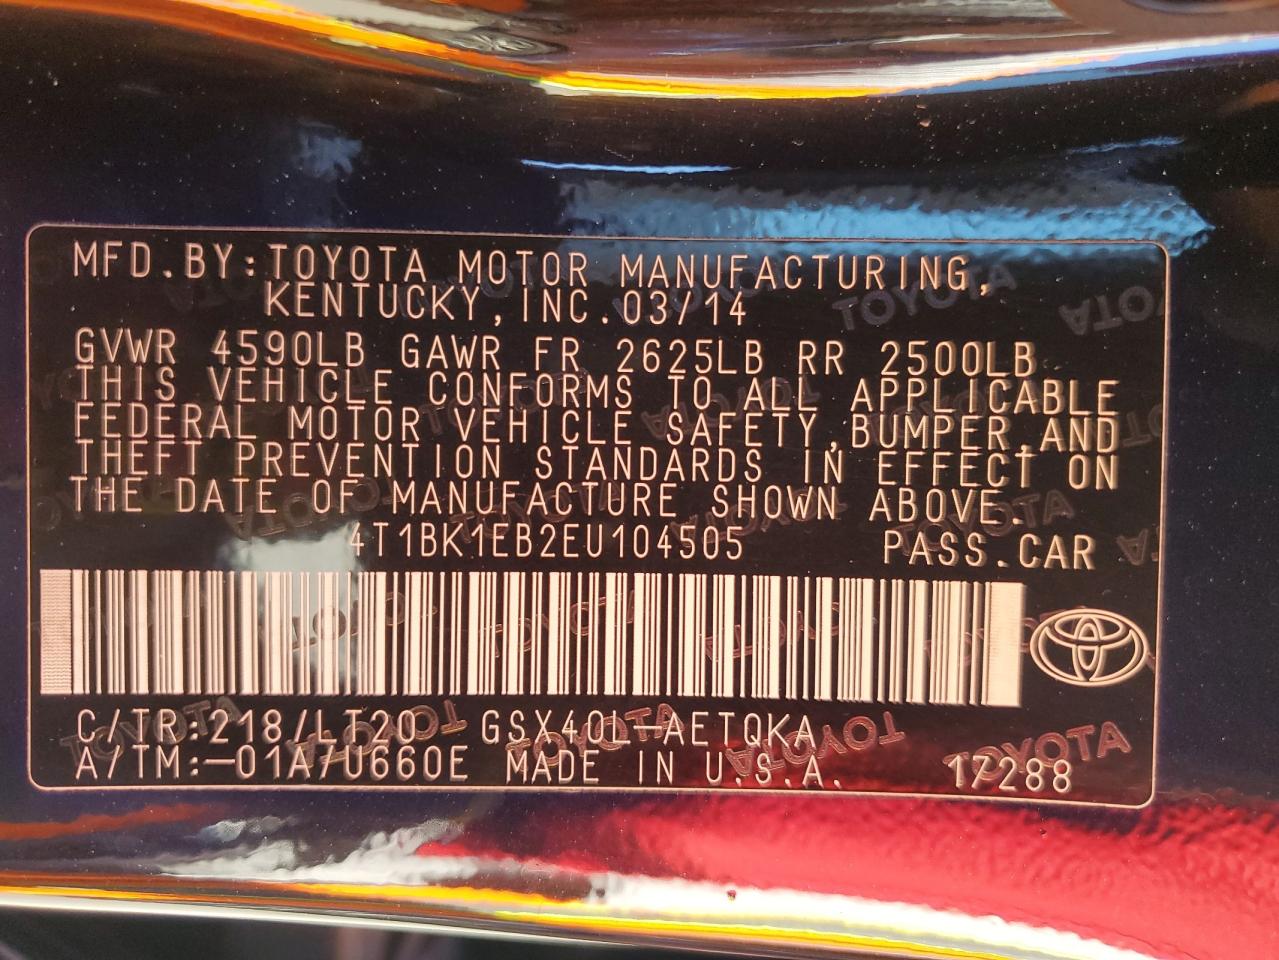 MFD.BY:TOYOTA MOTOR MANUFACTURING,
KENTUCKY,INC.03/14
GVWR 4590LB GAWR FR 2625LB RR 2500LB
THIS VEHICLE CONFORMS TO ALL APPLICABLE
FEDERAL MOTOR VEHICLE SAFETY,BUMPER,AND
THEFT PREVENTION STANDARDS IN EFFECT ON
THE DATE OF MANUFACTURE SHOWN ABOVE.
4T1BK1EB2EU104505 PASS.CAR
C/TR:218/LT20 GSX40L-AETQKA
A/TM:-01A/U660E MADE IN U.S.A. 17288